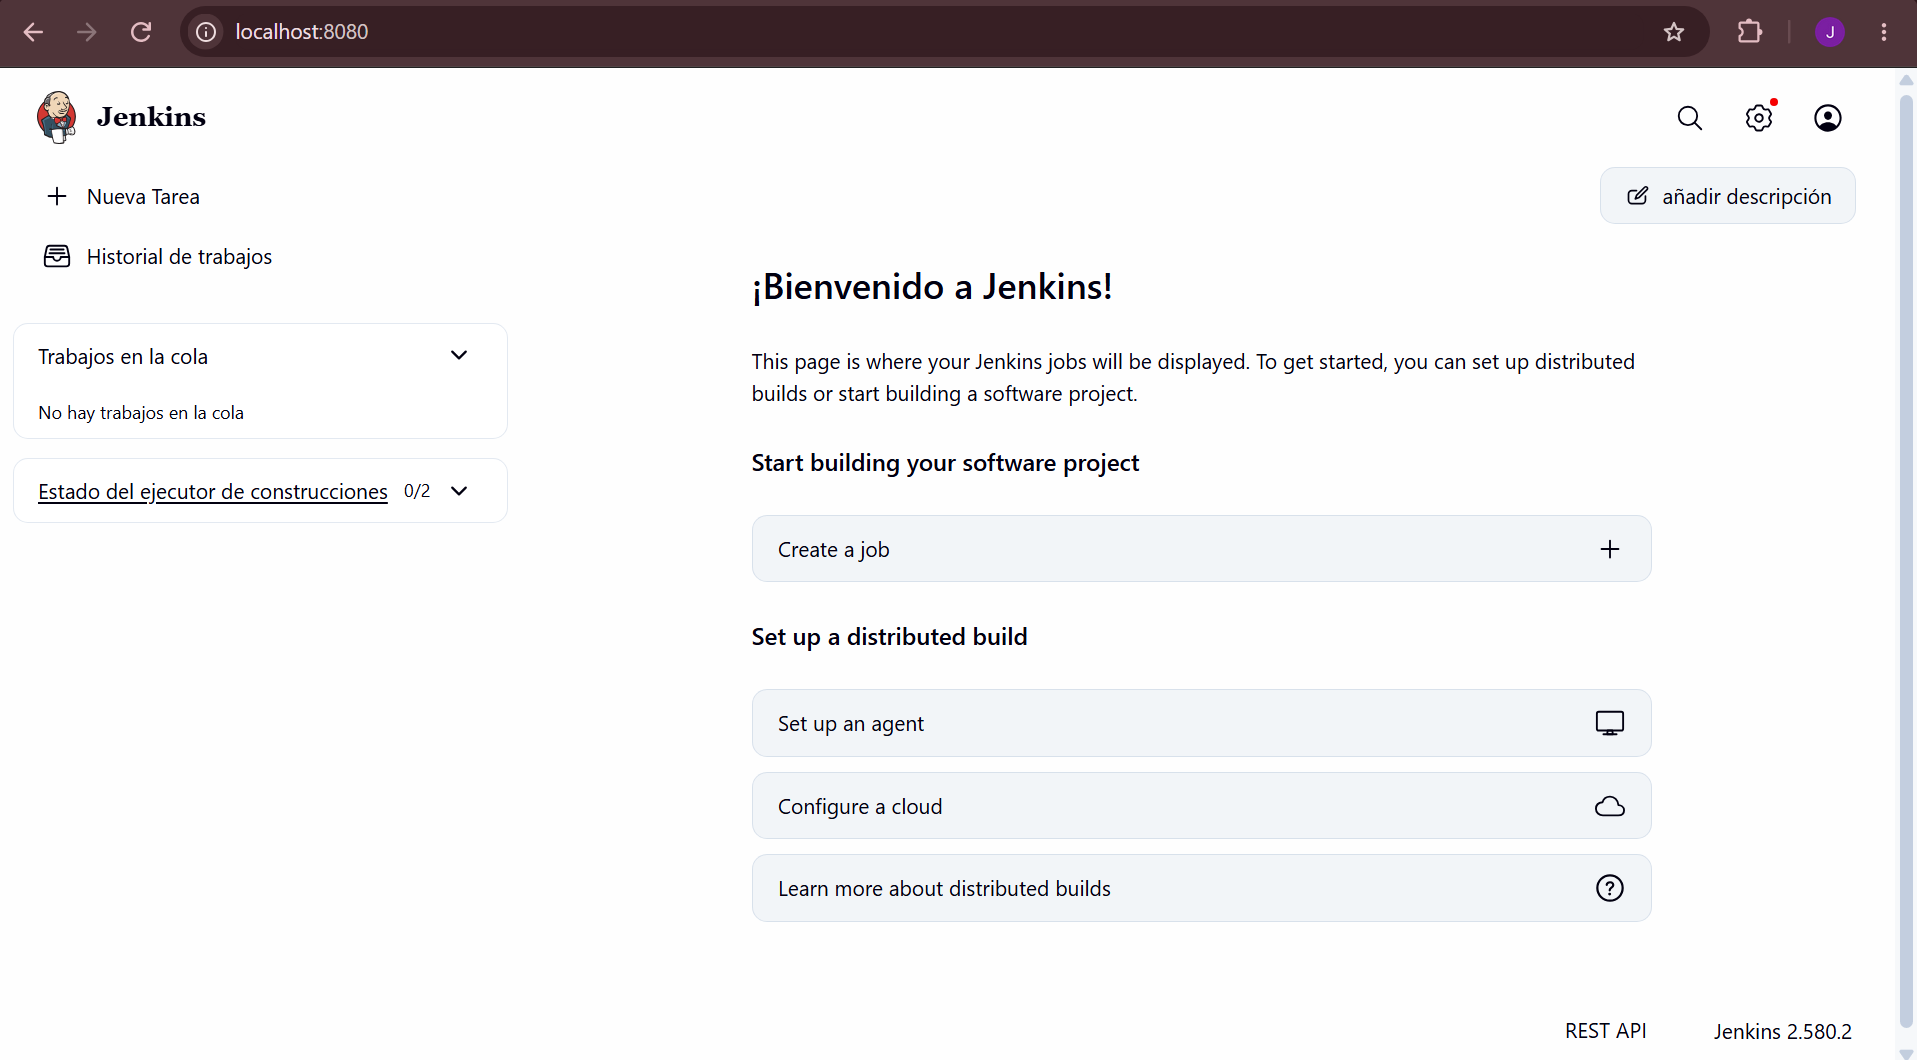 localhost:8080
J
Jenkins
Nueva Tarea
Historial de trabajos
añadir descripción
Trabajos en la cola
No hay trabajos en la cola
Estado del ejecutor de construcciones 0/2
¡Bienvenido a Jenkins!
This page is where your Jenkins jobs will be displayed. To get started, you can set up distributed
builds or start building a software project.
Start building your software project
Create a job
Set up a distributed build
Set up an agent
Configure a cloud
Learn more about distributed builds
REST API
Jenkins 2.580.2